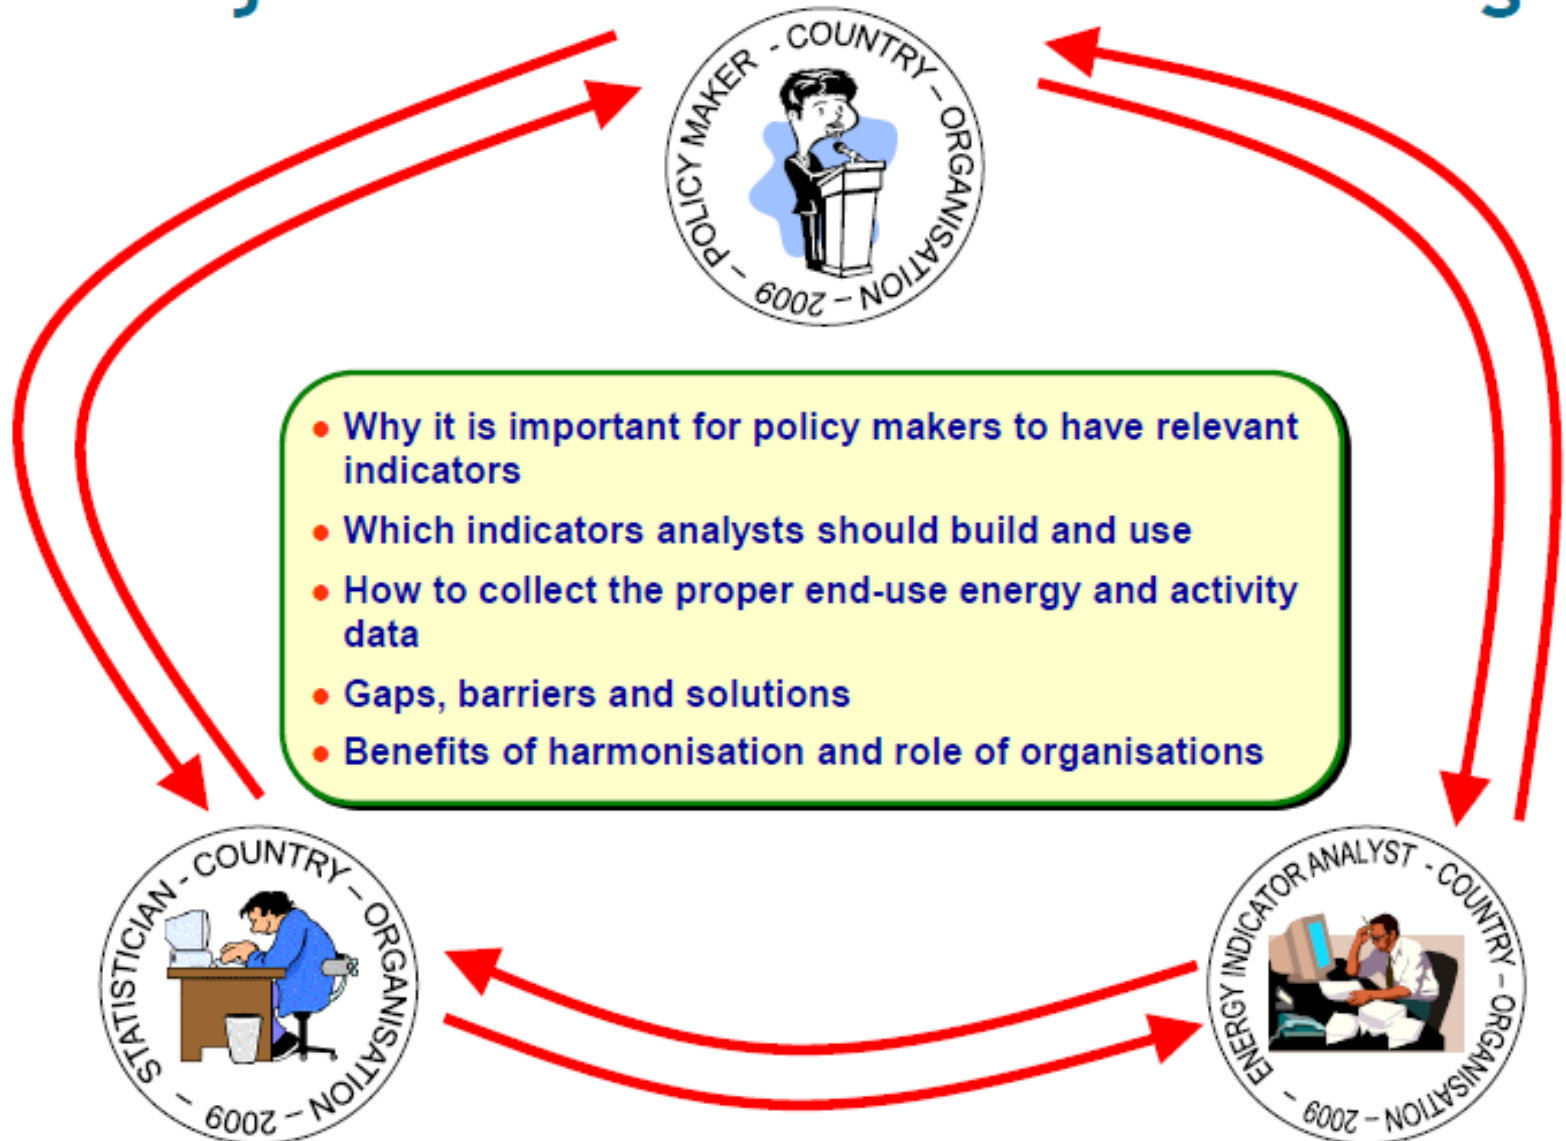 POLICY MAKER - COUNTRY – ORGANISATION – 2009 –
• Why it is important for policy makers to have relevant
indicators
• Which indicators analysts should build and use
• How to collect the proper end-use energy and activity
data
• Gaps, barriers and solutions
• Benefits of harmonisation and role of organisations
STATISTICIAN - COUNTRY – ORGANISATION – 2009 –
ENERGY INDICATOR ANALYST - COUNTRY – ORGANISATION – 2009 –